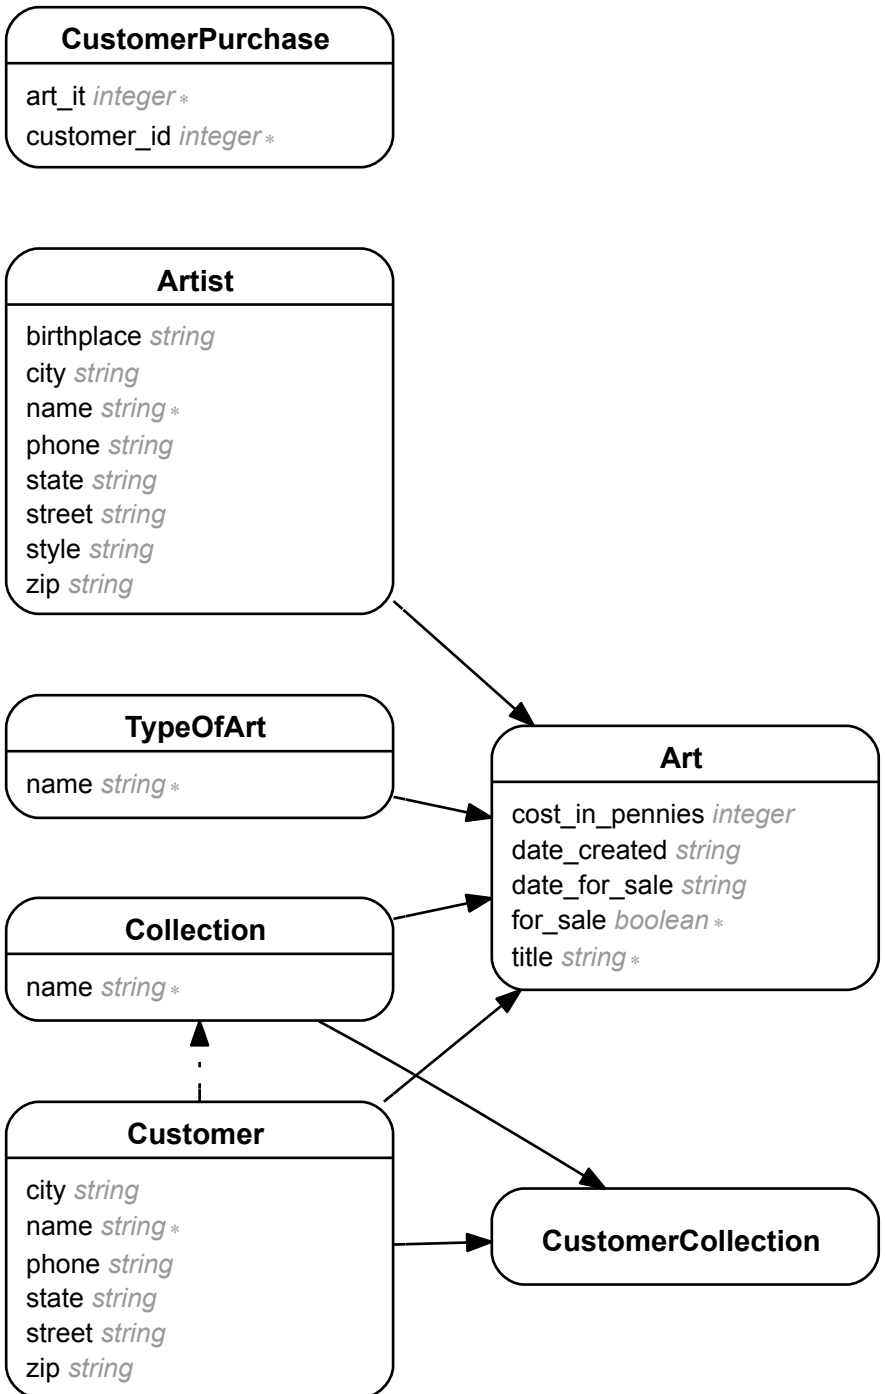 CustomerPurchase
art_it integer *
customer_id integer *
Artist
birthplace string
city string
name string *
phone string
state string
street string
style string
zip string
TypeOfArt
name string *
Art
cost_in_pennies integer
date_created string
date_for_sale string
for_sale boolean *
title string *
Collection
name string *
Customer
city string
name string *
phone string
state string
street string
zip string
CustomerCollection